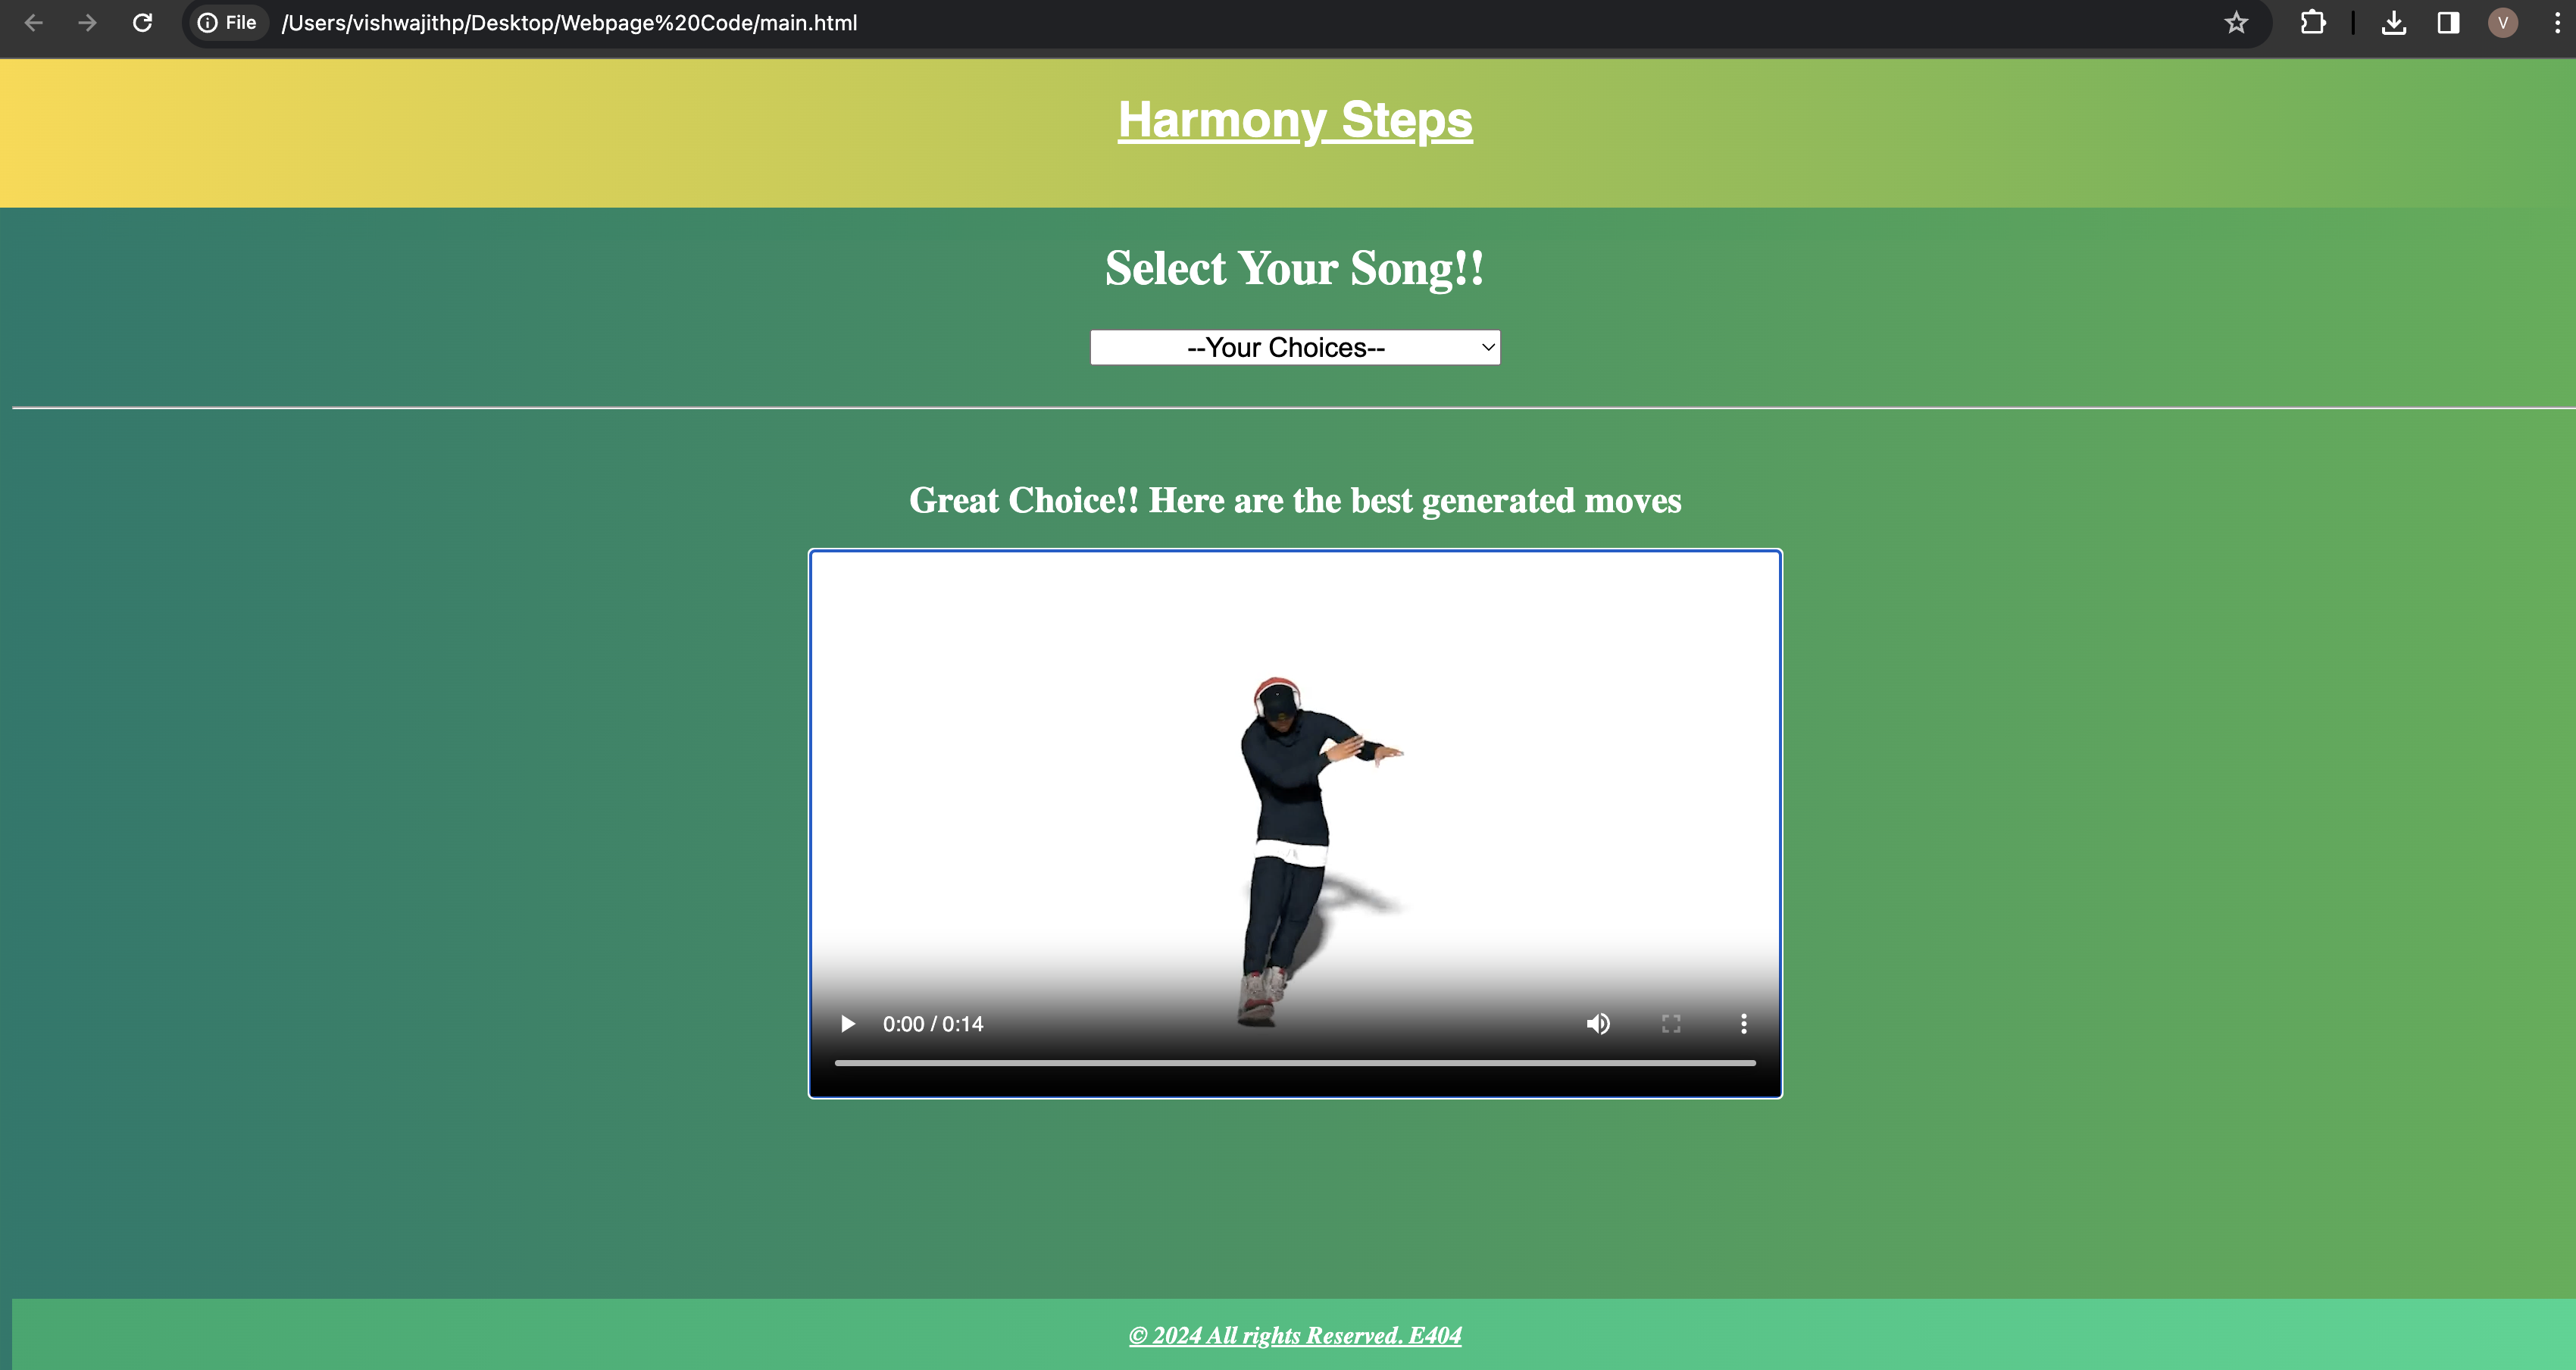 File /Users/vishwajithp/Desktop/Webpage%20Code/main.html V
Harmony Steps
Select Your Song!!
--Your Choices--
Great Choice!! Here are the best generated moves
0:00 / 0:14
© 2024 All rights Reserved. E404